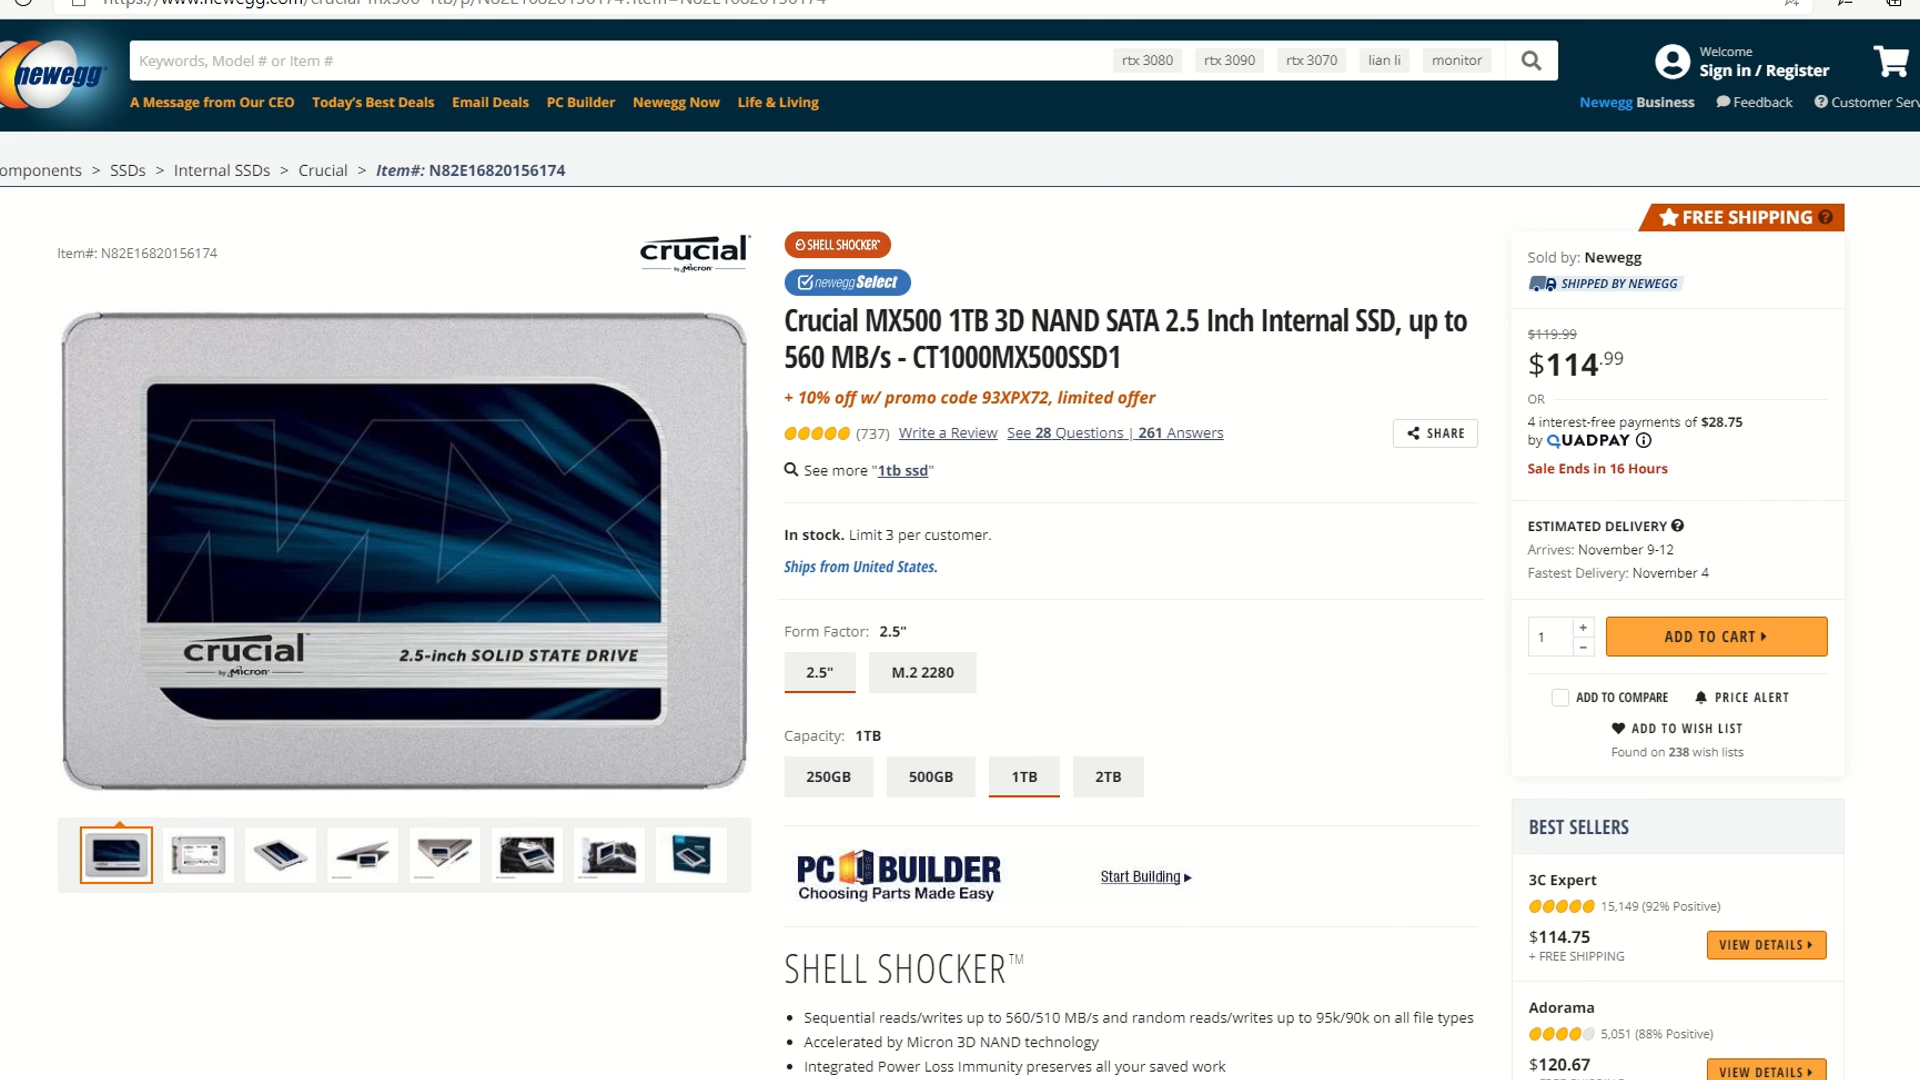 newegg
Keywords, Model # or Item #
rtx 3080
rtx 3090
rtx 3070
lian li
monitor
Welcome
Sign in / Register
A Message from Our CEO
Today's Best Deals
Email Deals
PC Builder
Newegg Now
Life & Living
Newegg Business
Feedback
Customer Serv
omponents > SSDs > Internal SSDs > Crucial > Item#: N82E16820156174
FREE SHIPPING
Item#: N82E16820156174
crucial
by Micron
SHELL SHOCKER
newegg Select
Crucial MX500 1TB 3D NAND SATA 2.5 Inch Internal SSD, up to
560 MB/s - CT1000MX500SSD1
+ 10% off w/ promo code 93XPX72, limited offer
(737) Write a Review See 28 Questions | 261 Answers
SHARE
See more "1tb ssd"
In stock. Limit 3 per customer.
Ships from United States.
Form Factor: 2.5"
2.5"
M.2 2280
Capacity: 1TB
250GB
500GB
1TB
2TB
MX
crucial
by Micron
2.5-inch SOLID STATE DRIVE
PC BUILDER
Choosing Parts Made Easy
Start Building
SHELL SHOCKER™
Sequential reads/writes up to 560/510 MB/s and random reads/writes up to 95k/90k on all file types
Accelerated by Micron 3D NAND technology
Integrated Power Loss Immunity preserves all your saved work
Sold by: Newegg
SHIPPED BY NEWEGG
$119.99
$114.99
OR
4 interest-free payments of $28.75
by QUADPAY
Sale Ends in 16 Hours
ESTIMATED DELIVERY
Arrives: November 9-12
Fastest Delivery: November 4
1
ADD TO CART
ADD TO COMPARE
PRICE ALERT
ADD TO WISH LIST
Found on 238 wish lists
BEST SELLERS
3C Expert
15,149 (92% Positive)
$114.75
+ FREE SHIPPING
VIEW DETAILS
Adorama
5,051 (88% Positive)
$120.67
VIEW DETAILS